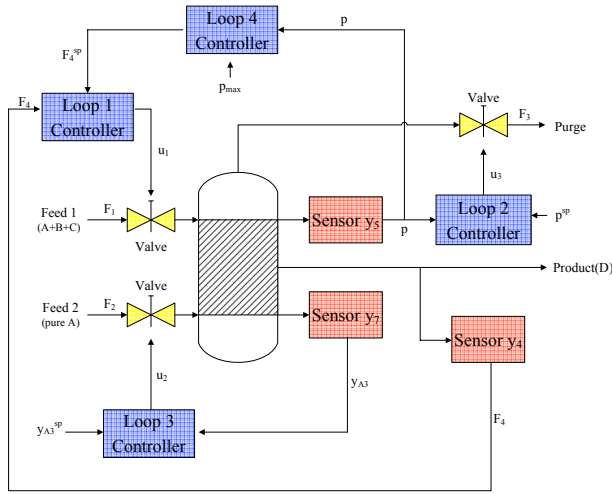 Loop 4
Controller
p
F₄ˢᵖ
pmax
F₄
Loop 1
Controller
Valve
F₃
Purge
u₁
u₃
Feed 1
(A+B+C)
F₁
Valve
Sensor y₅
p
Loop 2
Controller
pˢᵖ
Product(D)
Valve
Feed 2
(pure A)
F₂
Sensor y₇
Sensor y₄
u₂
yA3
yA3ˢᵖ
Loop 3
Controller
F₄